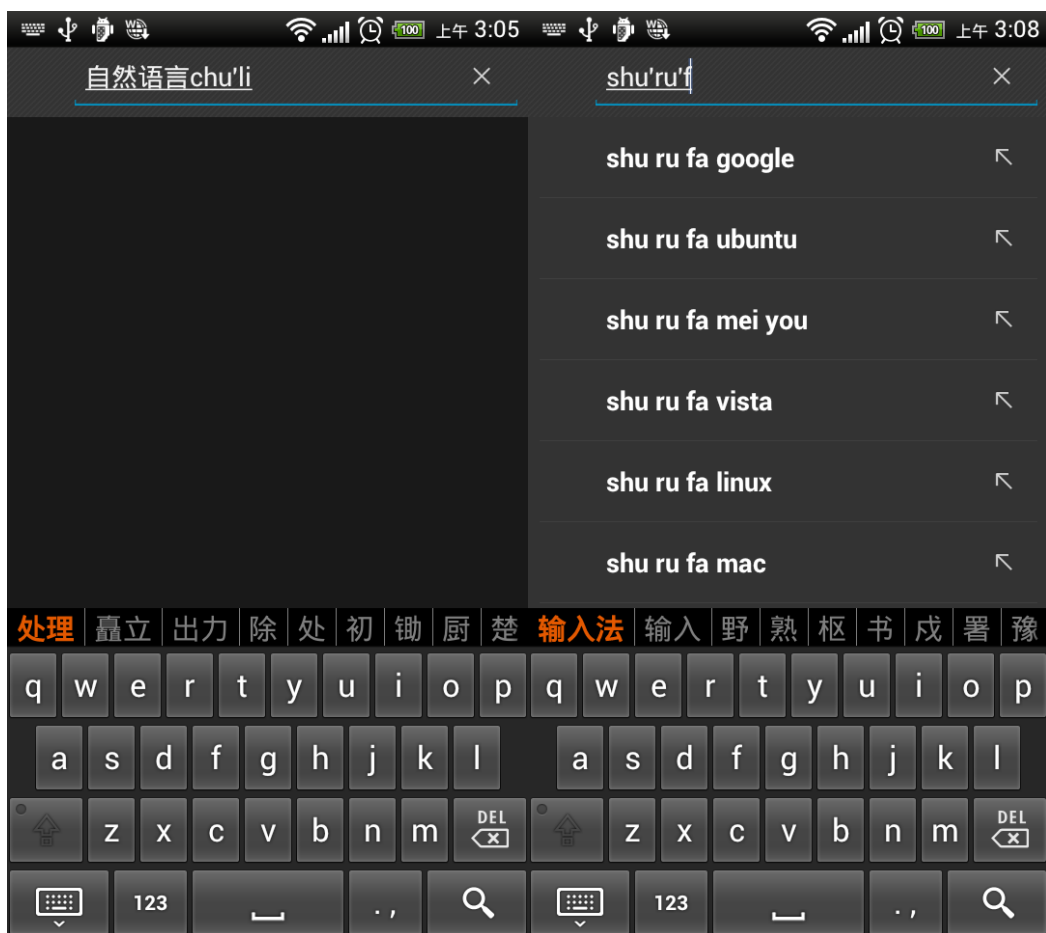 100 上午 3:05
自然语言chu'li
处理 矗立 出力 除 处 初 锄 厨 楚
q w e r t y u i o p
a s d f g h j k l
z x c v b n m DEL
123 . ,
100 上午 3:08
shu'ru'f
shu ru fa google
shu ru fa ubuntu
shu ru fa mei you
shu ru fa vista
shu ru fa linux
shu ru fa mac
输入法 输入 野 熟 枢 书 戍 署 豫
q w e r t y u i o p
a s d f g h j k l
z x c v b n m DEL
123 . ,